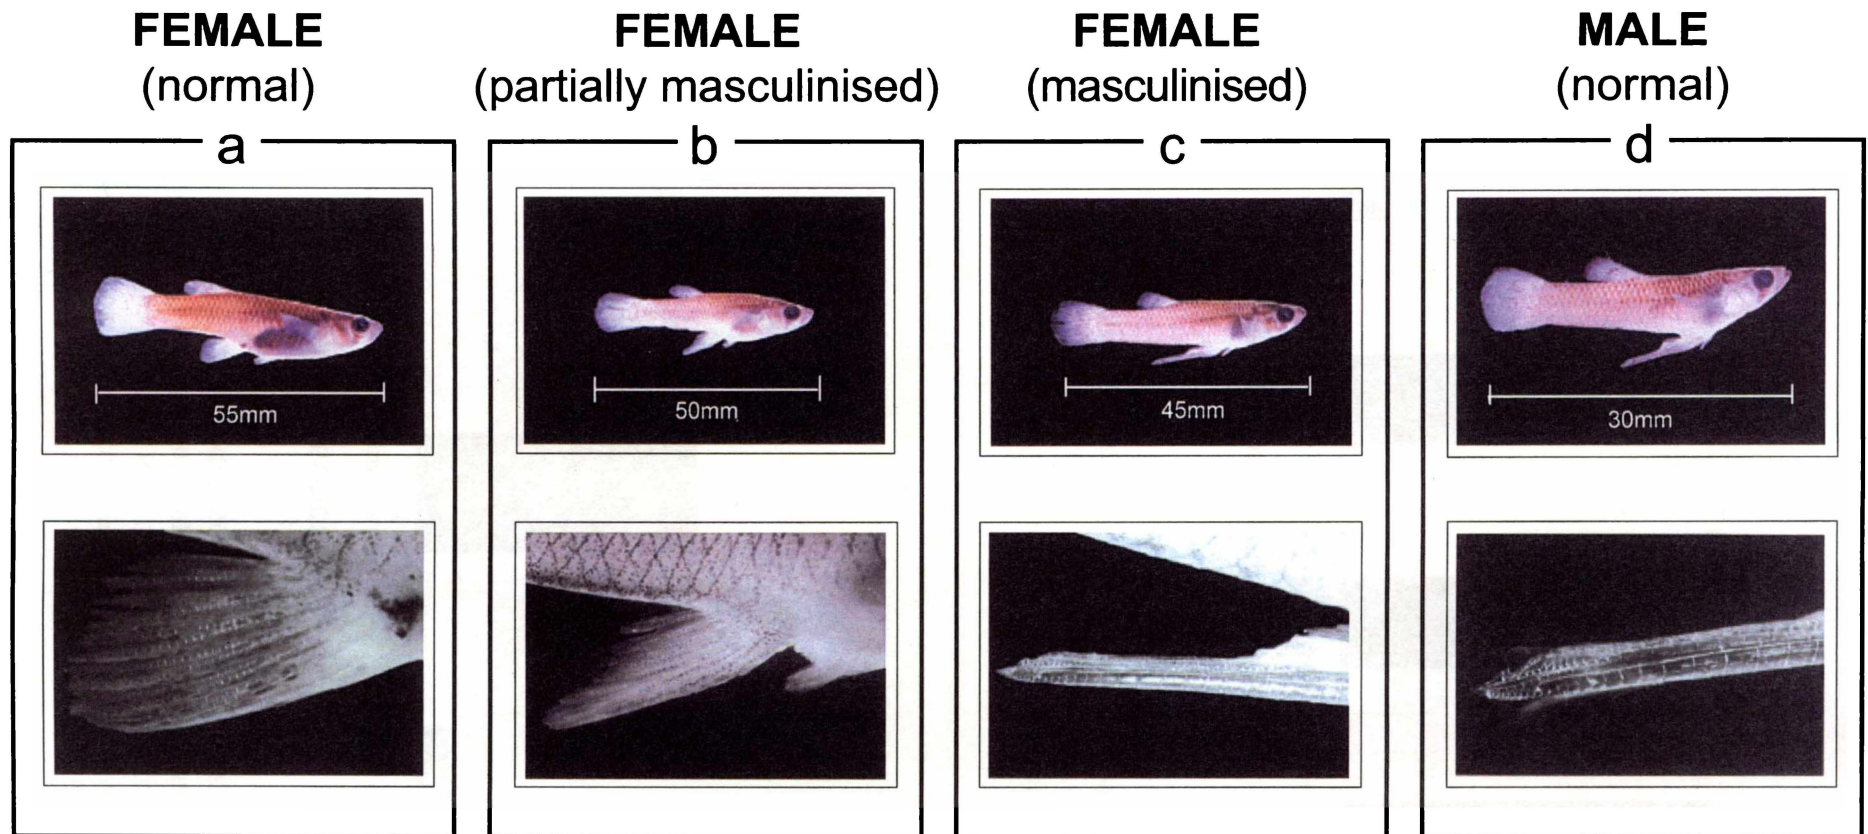 FEMALE
(normal)
a
55mm
FEMALE
(partially masculinised)
b
50mm
FEMALE
(masculinised)
c
45mm
MALE
(normal)
d
30mm